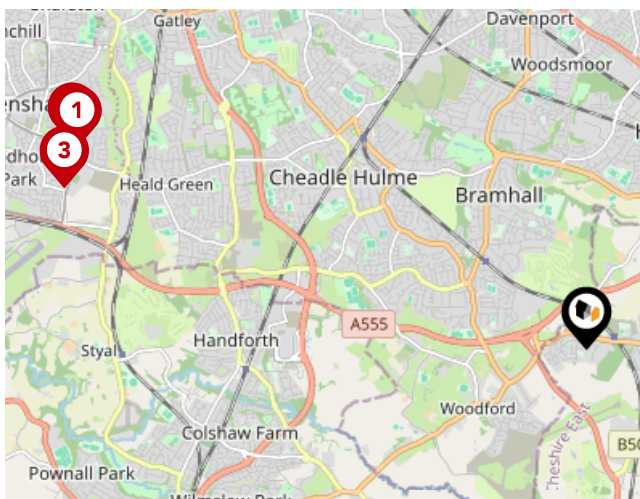 Gatley
Davenport
Woodsmoor
1
3
Park
Heald Green
Cheadle Hulme
Bramhall
A555
Styal
Handforth
Woodford
Colshaw Farm
Cheshire East
Pownall Park